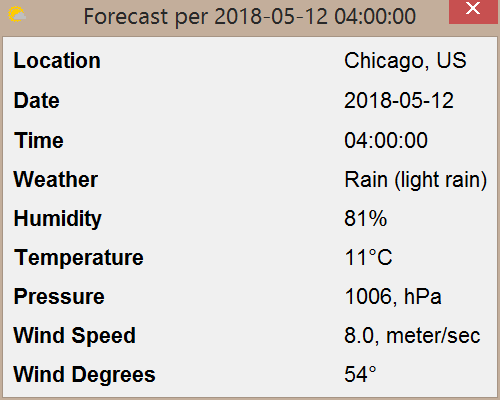 Forecast per 2018-05-12 04:00:00
Location Chicago, US
Date 2018-05-12
Time 04:00:00
Weather Rain (light rain)
Humidity 81%
Temperature 11°C
Pressure 1006, hPa
Wind Speed 8.0, meter/sec
Wind Degrees 54°